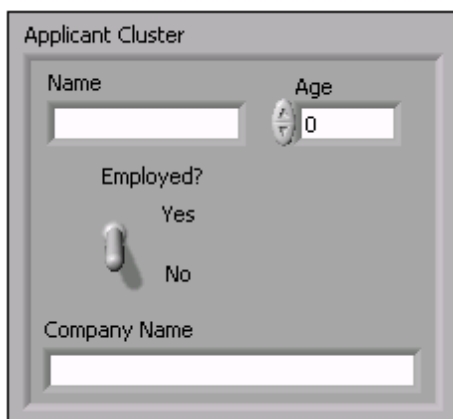 Applicant Cluster
Name
Age
0
Employed?
Yes
No
Company Name